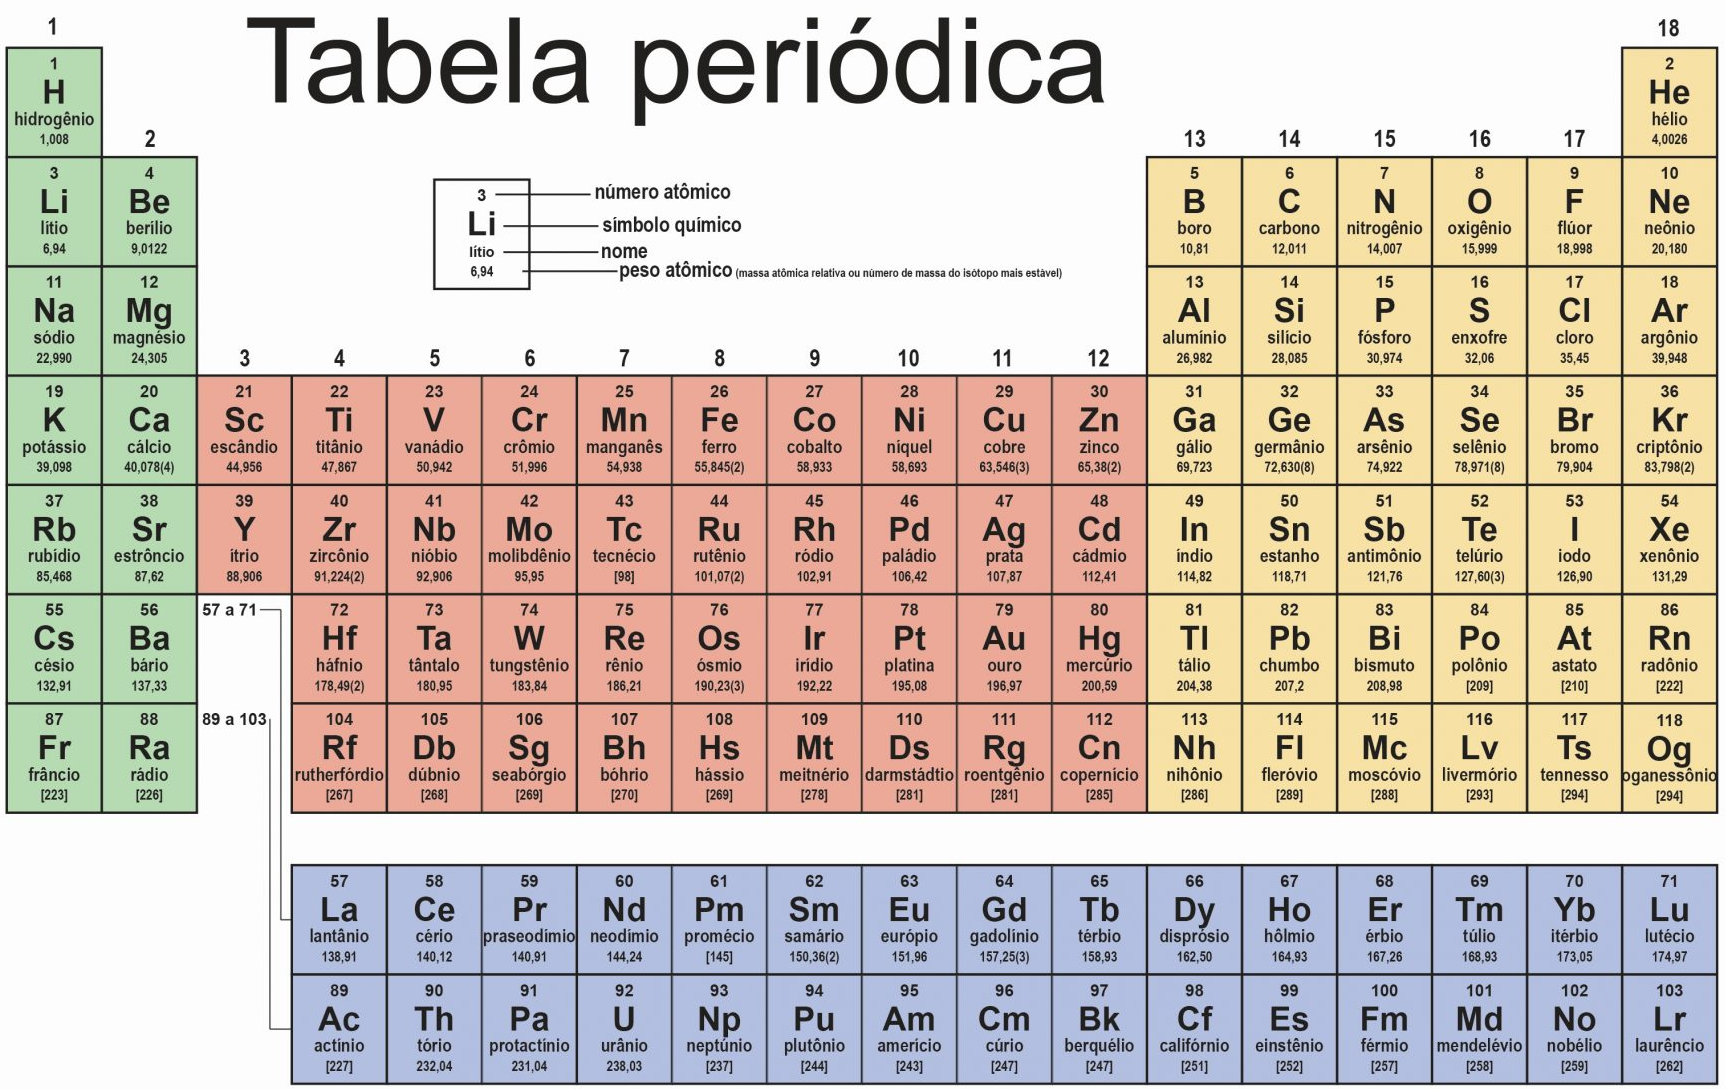 Tabela periódica
1
18
1
H
hidrogênio
1,008
2
He
hélio
4,0026
2
13
14
15
16
17
3
Li
lítio
6,94
4
Be
berílio
9,0122
3
Li
lítio
6,94
número atômico
símbolo químico
nome
peso atômico (massa atômica relativa ou número de massa do isótopo mais estável)
5
B
boro
10,81
6
C
carbono
12,011
7
N
nitrogênio
14,007
8
O
oxigênio
15,999
9
F
flúor
18,998
10
Ne
neônio
20,180
11
Na
sódio
22,990
12
Mg
magnésio
24,305
13
Al
alumínio
26,982
14
Si
silício
28,085
15
P
fósforo
30,974
16
S
enxofre
32,06
17
Cl
cloro
35,45
18
Ar
argônio
39,948
3
4
5
6
7
8
9
10
11
12
19
K
potássio
39,098
20
Ca
cálcio
40,078(4)
21
Sc
escândio
44,956
22
Ti
titânio
47,867
23
V
vanádio
50,942
24
Cr
crômio
51,996
25
Mn
manganês
54,938
26
Fe
ferro
55,845(2)
27
Co
cobalto
58,933
28
Ni
níquel
58,693
29
Cu
cobre
63,546(3)
30
Zn
zinco
65,38(2)
31
Ga
gálio
69,723
32
Ge
germânio
72,630(8)
33
As
arsênio
74,922
34
Se
selênio
78,971(8)
35
Br
bromo
79,904
36
Kr
criptônio
83,798(2)
37
Rb
rubídio
85,468
38
Sr
estrôncio
87,62
39
Y
ítrio
88,906
40
Zr
zircônio
91,224(2)
41
Nb
nióbio
92,906
42
Mo
molibdênio
95,95
43
Tc
tecnécio
[98]
44
Ru
rutênio
101,07(2)
45
Rh
ródio
102,91
46
Pd
paládio
106,42
47
Ag
prata
107,87
48
Cd
cádmio
112,41
49
In
índio
114,82
50
Sn
estanho
118,71
51
Sb
antimônio
121,76
52
Te
telúrio
127,60(3)
53
I
iodo
126,90
54
Xe
xenônio
131,29
55
Cs
césio
132,91
56
Ba
bário
137,33
57 a 71
72
Hf
háfnio
178,49(2)
73
Ta
tântalo
180,95
74
W
tungstênio
183,84
75
Re
rênio
186,21
76
Os
ósmio
190,23(3)
77
Ir
irídio
192,22
78
Pt
platina
195,08
79
Au
ouro
196,97
80
Hg
mercúrio
200,59
81
Tl
tálio
204,38
82
Pb
chumbo
207,2
83
Bi
bismuto
208,98
84
Po
polônio
[209]
85
At
astato
[210]
86
Rn
radônio
[222]
87
Fr
frâncio
[223]
88
Ra
rádio
[226]
89 a 103
104
Rf
rutherfórdio
[267]
105
Db
dúbnio
[268]
106
Sg
seabórgio
[269]
107
Bh
bóhrio
[270]
108
Hs
hássio
[269]
109
Mt
meitnério
[278]
110
Ds
darmstádtio
[281]
111
Rg
roentgênio
[281]
112
Cn
copernício
[285]
113
Nh
nihônio
[286]
114
Fl
fleróvio
[289]
115
Mc
moscóvio
[288]
116
Lv
livermório
[293]
117
Ts
tennesso
[294]
118
Og
oganessônio
[294]
57
La
lantânio
138,91
58
Ce
cério
140,12
59
Pr
praseodímio
140,91
60
Nd
neodímio
144,24
61
Pm
promécio
[145]
62
Sm
samário
150,36(2)
63
Eu
európio
151,96
64
Gd
gadolínio
157,25(3)
65
Tb
térbio
158,93
66
Dy
disprósio
162,50
67
Ho
hôlmio
164,93
68
Er
érbio
167,26
69
Tm
túlio
168,93
70
Yb
itérbio
173,05
71
Lu
lutécio
174,97
89
Ac
actínio
[227]
90
Th
tório
232,04
91
Pa
protactínio
231,04
92
U
urânio
238,03
93
Np
neptúnio
[237]
94
Pu
plutônio
[244]
95
Am
amerício
[243]
96
Cm
cúrio
[247]
97
Bk
berquélio
[247]
98
Cf
califórnio
[251]
99
Es
einstênio
[252]
100
Fm
férmio
[257]
101
Md
mendelévio
[258]
102
No
nobélio
[259]
103
Lr
laurêncio
[262]